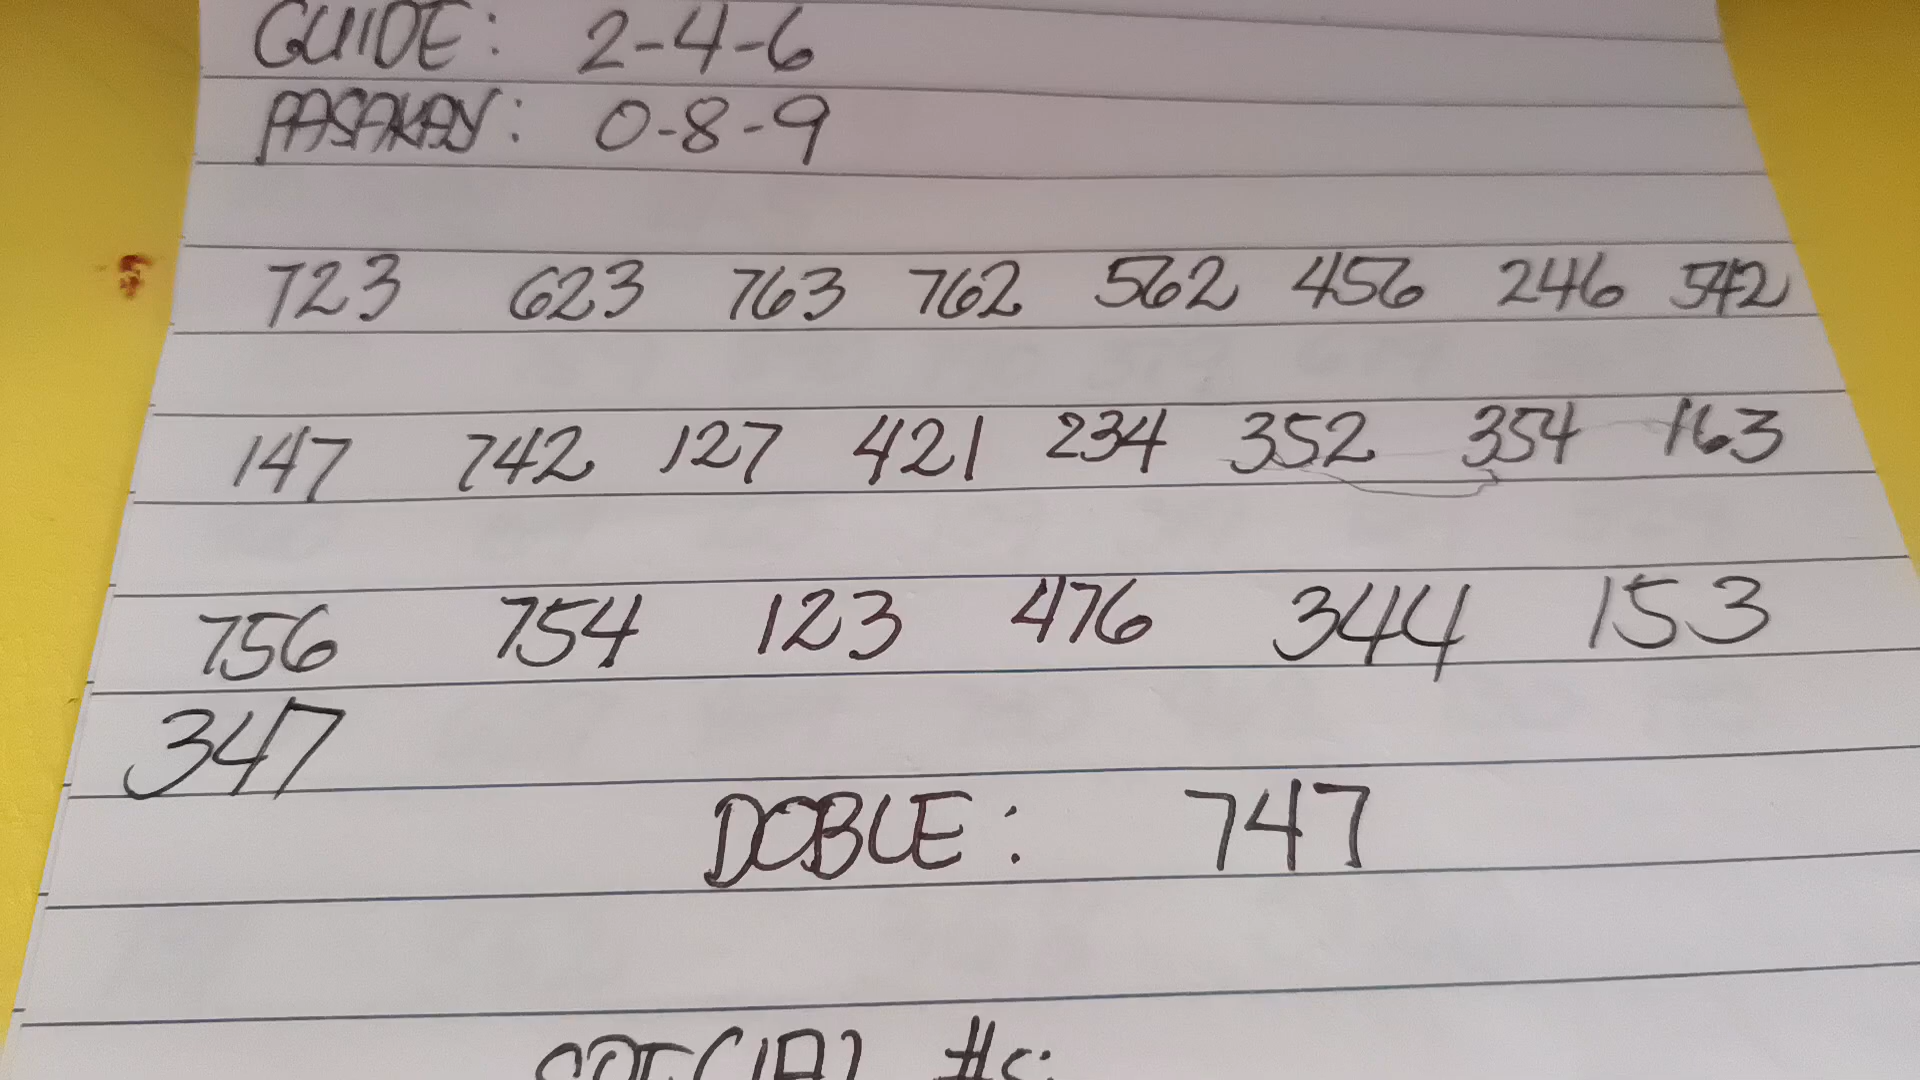 GUIDE: 2-4-6
PASAKAY: 0-8-9
723 623 763 762 562 456 246 542
147 742 127 421 234 352 354 163
756 754 123 476 344 153
347
DOBLE: 747
SPECIAL #s: